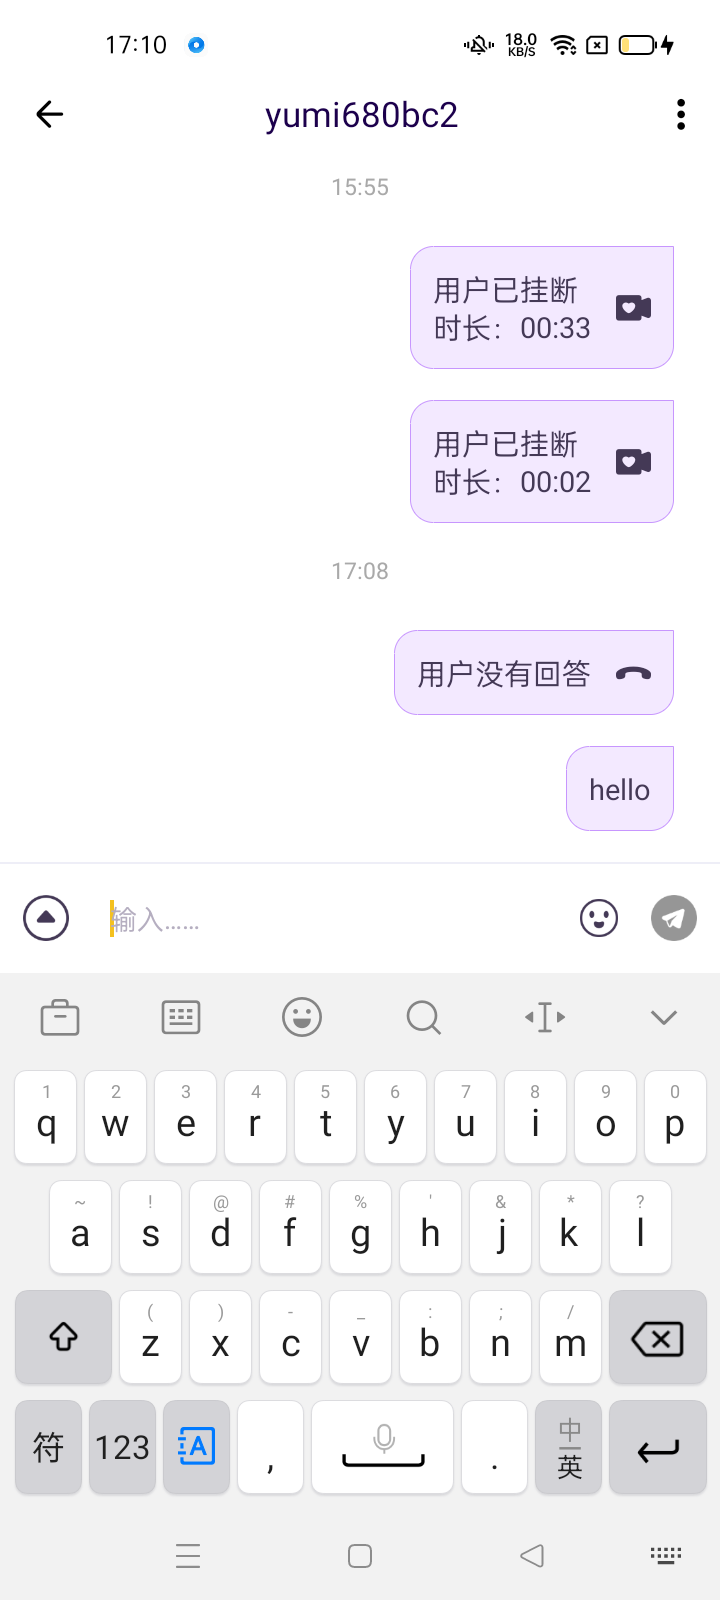 17:10
18.0
KB/S
yumi680bc2
15:55
用户已挂断
时长：00:33
用户已挂断
时长：00:02
17:08
用户没有回答
hello
输入......
1 2 3 4 5 6 7 8 9 0
q w e r t y u i o p
~ ! @ # % ' & * ?
a s d f g h j k l
( ) - _ : ; /
z x c v b n m
符 123 A , . 中
英